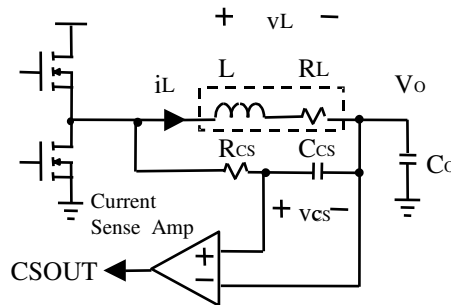 + vL −
iL L RL VO
RCS CCS CO
+ vcs −
Current
Sense Amp
+
CSOUT −